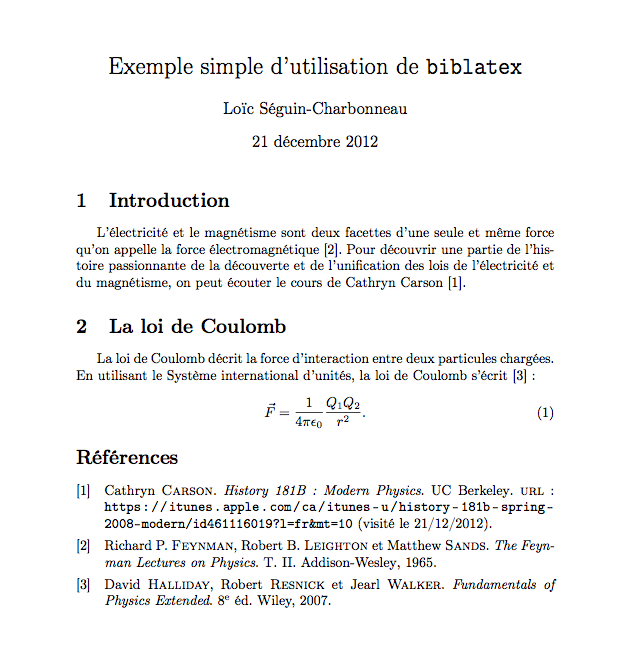 Exemple simple d'utilisation de biblatex
Loïc Séguin-Charbonneau
21 décembre 2012
1 Introduction
L'électricité et le magnétisme sont deux facettes d'une seule et même force
qu'on appelle la force électromagnétique [2]. Pour découvrir une partie de l'his-
toire passionnante de la découverte et de l'unification des lois de l'électricité et
du magnétisme, on peut écouter le cours de Cathryn Carson [1].
2 La loi de Coulomb
La loi de Coulomb décrit la force d'interaction entre deux particules chargées.
En utilisant le Système international d'unités, la loi de Coulomb s'écrit [3] :
$\vec{F} = \frac{1}{4\pi\epsilon_0} \frac{Q_1 Q_2}{r^2}.$ (1)
Références
[1] Cathryn CARSON. History 181B : Modern Physics. UC Berkeley. URL :
https://itunes.apple.com/ca/itunes-u/history-181b-spring-
2008-modern/id461116019?l=fr&mt=10 (visité le 21/12/2012).
[2] Richard P. FEYNMAN, Robert B. LEIGHTON et Matthew SANDS. The Feyn-
man Lectures on Physics. T. II. Addison-Wesley, 1965.
[3] David HALLIDAY, Robert RESNICK et Jearl WALKER. Fundamentals of
Physics Extended. 8e éd. Wiley, 2007.